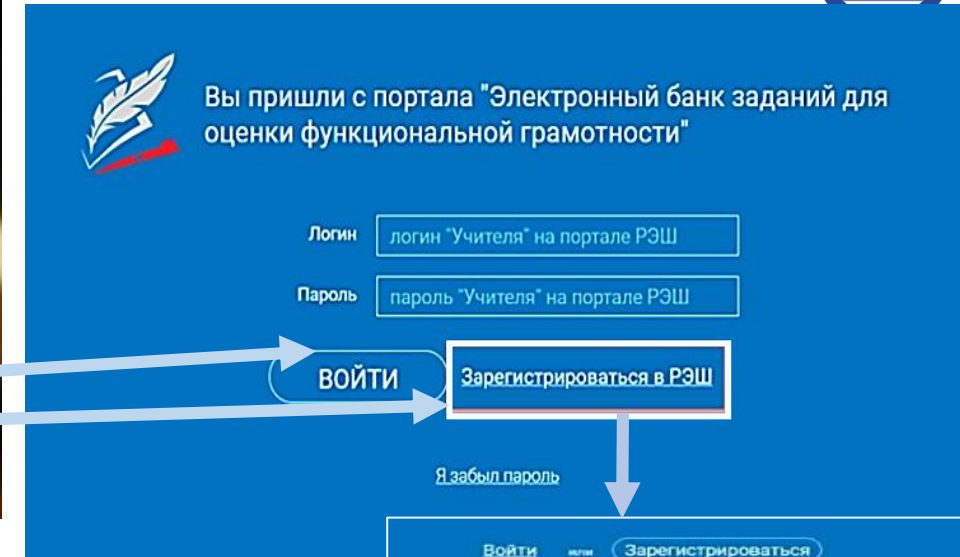 Вы пришли с портала "Электронный банк заданий для
оценки функциональной грамотности"
Логин логин "Учителя" на портале РЭШ
Пароль пароль "Учителя" на портале РЭШ
ВОЙТИ Зарегистрироваться в РЭШ
Я забыл пароль
Войти или Зарегистрироваться